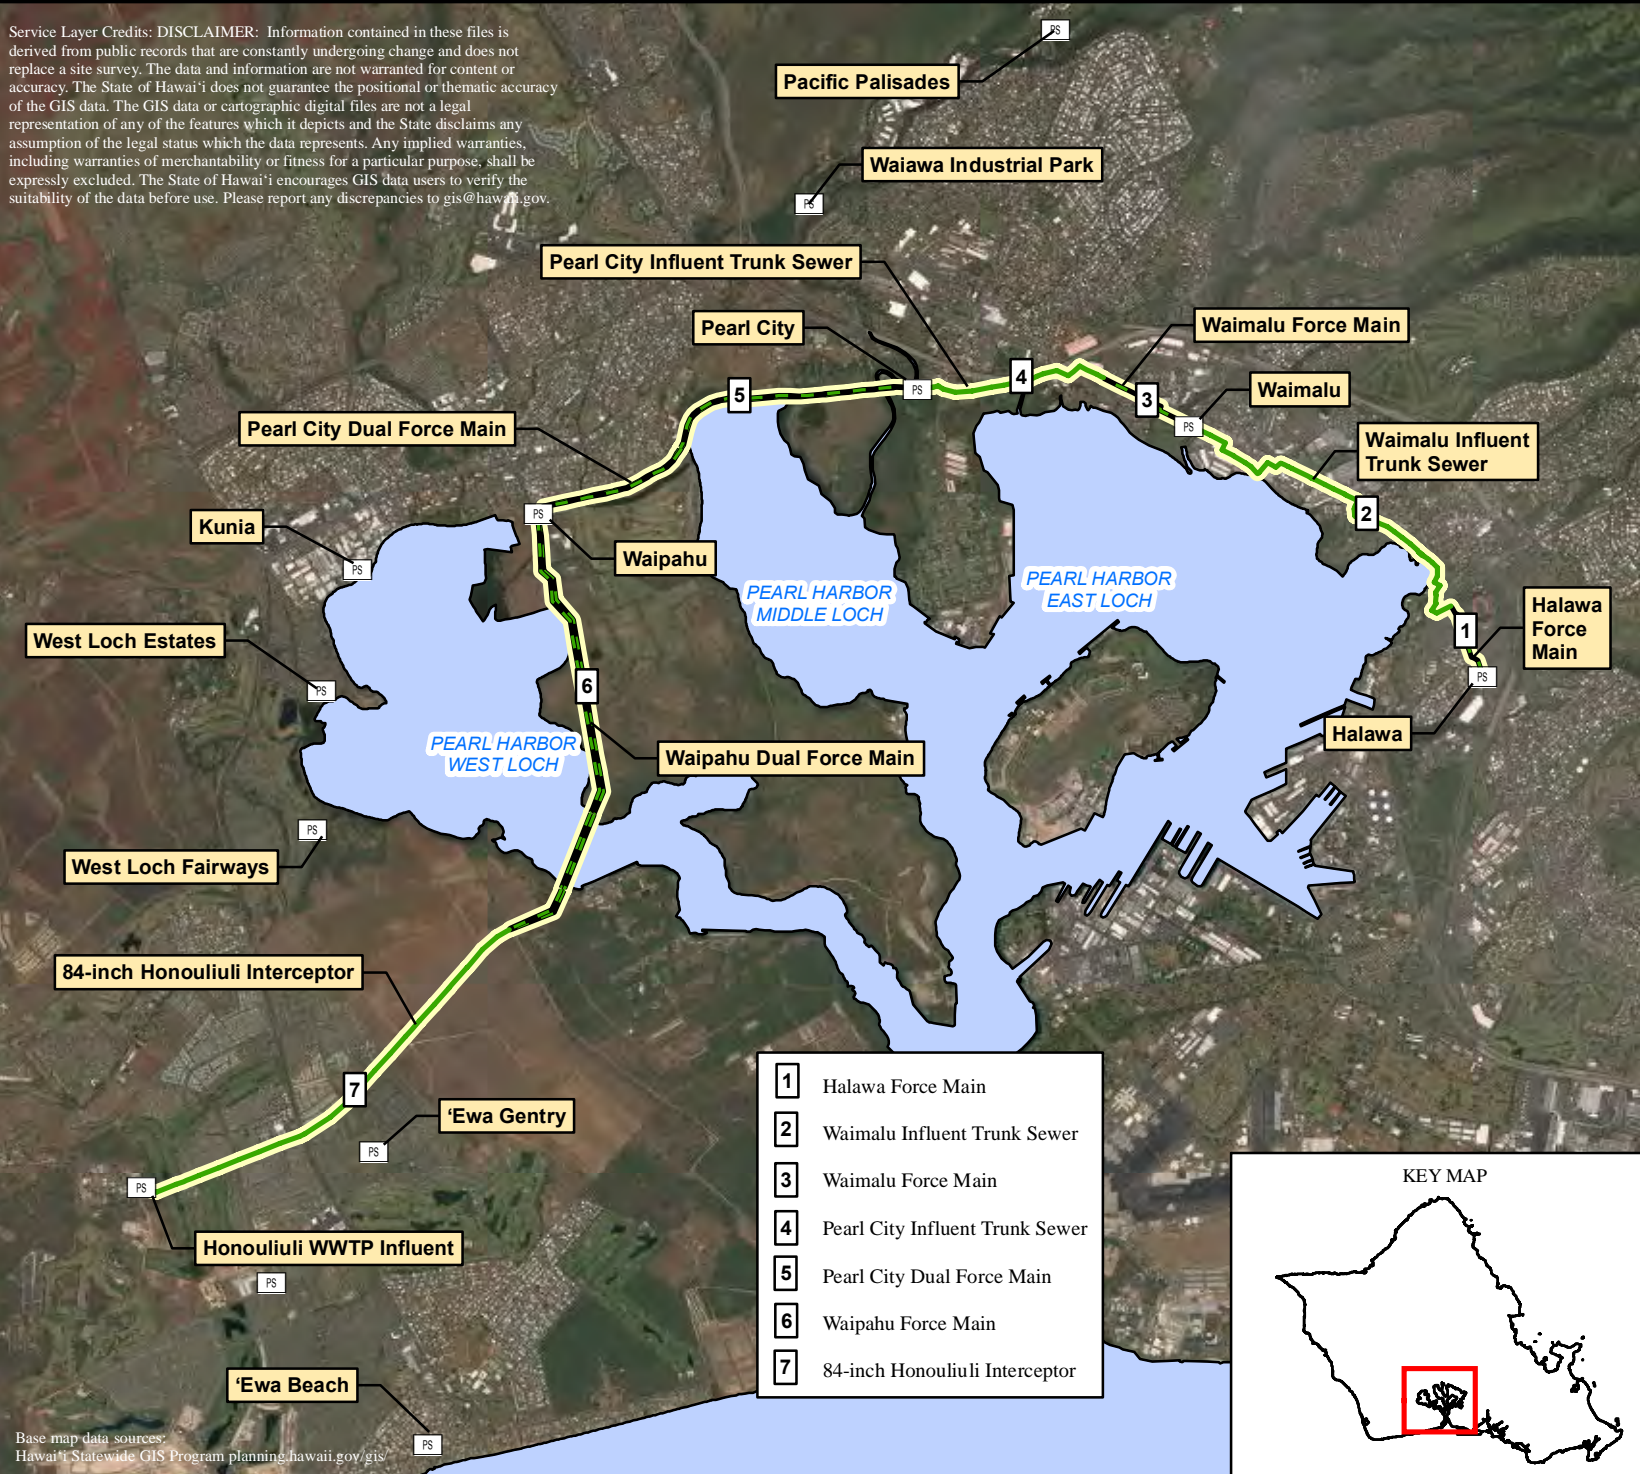 Service Layer Credits: DISCLAIMER: Information contained in these files is
derived from public records that are constantly undergoing change and does not
replace a site survey. The data and information are not warranted for content or
accuracy. The State of Hawai‘i does not guarantee the positional or thematic accuracy
of the GIS data. The GIS data or cartographic digital files are not a legal
representation of any of the features which it depicts and the State disclaims any
assumption of the legal status which the data represents. Any implied warranties,
including warranties of merchantability or fitness for a particular purpose, shall be
expressly excluded. The State of Hawai‘i encourages GIS data users to verify the
suitability of the data before use. Please report any discrepancies to gis@hawaii.gov.
PS
Pacific Palisades
Waiawa Industrial Park
PS
Pearl City Influent Trunk Sewer
Pearl City
Waimalu Force Main
4
5
PS
3
Waimalu
PS
Pearl City Dual Force Main
Waimalu Influent
Trunk Sewer
2
PS
Kunia
Waipahu
PS
PEARL HARBOR
MIDDLE LOCH
PEARL HARBOR
EAST LOCH
Halawa
Force
Main
1
West Loch Estates
PS
6
PS
Halawa
PEARL HARBOR
WEST LOCH
Waipahu Dual Force Main
PS
West Loch Fairways
84-inch Honouliuli Interceptor
7
‘Ewa Gentry
PS
PS
Honouliuli WWTP Influent
PS
‘Ewa Beach
PS
1 Halawa Force Main
2 Waimalu Influent Trunk Sewer
3 Waimalu Force Main
4 Pearl City Influent Trunk Sewer
5 Pearl City Dual Force Main
6 Waipahu Force Main
7 84-inch Honouliuli Interceptor
KEY MAP
Base map data sources:
Hawai‘i Statewide GIS Program planning.hawaii.gov/gis/